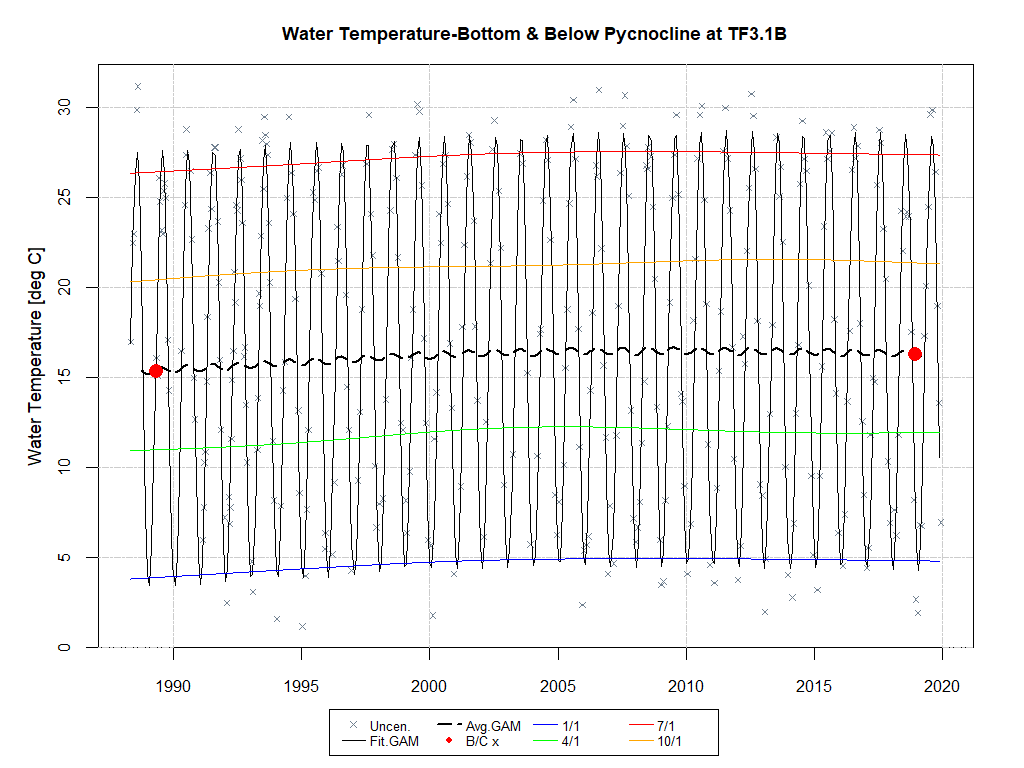 Water Temperature-Bottom & Below Pycnocline at TF3.1B
Water Temperature [deg C]
30
25
20
15
10
5
0
1990 1995 2000 2005 2010 2015 2020
Uncen. Avg.GAM 1/1 7/1
Fit.GAM B/C x 4/1 10/1